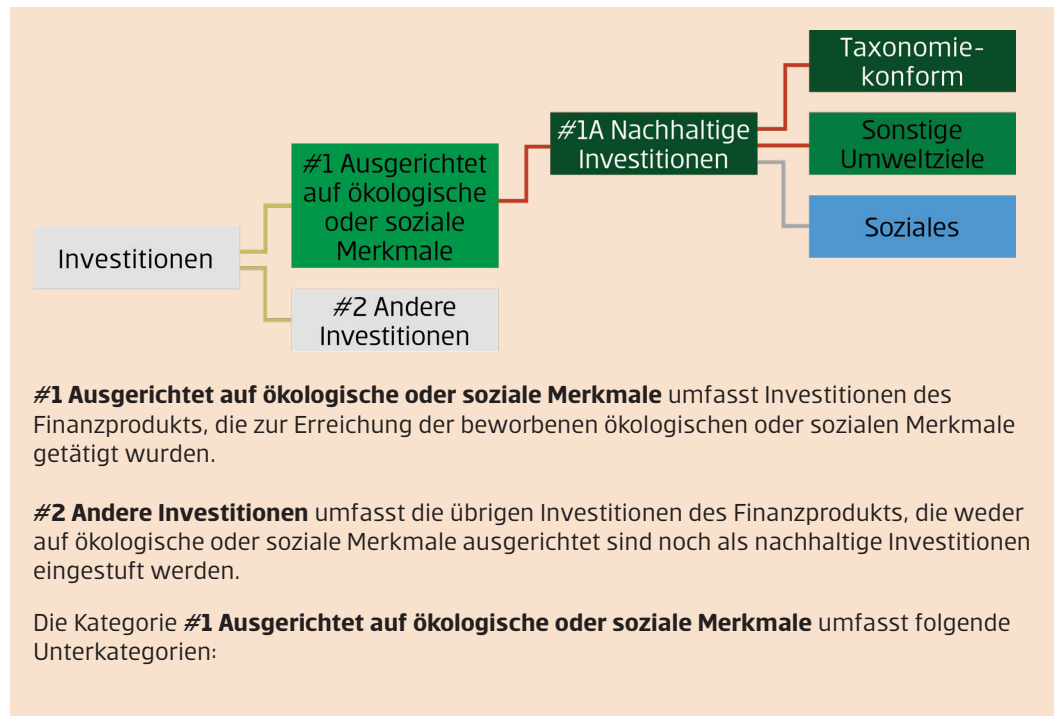 Taxonomie-
konform
#1A Nachhaltige
Investitionen
Sonstige
Umweltziele
#1 Ausgerichtet
auf ökologische
oder soziale
Merkmale
Soziales
Investitionen
#2 Andere
Investitionen
#1 Ausgerichtet auf ökologische oder soziale Merkmale umfasst Investitionen des
Finanzprodukts, die zur Erreichung der beworbenen ökologischen oder sozialen Merkmale
getätigt wurden.
#2 Andere Investitionen umfasst die übrigen Investitionen des Finanzprodukts, die weder
auf ökologische oder soziale Merkmale ausgerichtet sind noch als nachhaltige Investitionen
eingestuft werden.
Die Kategorie #1 Ausgerichtet auf ökologische oder soziale Merkmale umfasst folgende
Unterkategorien: